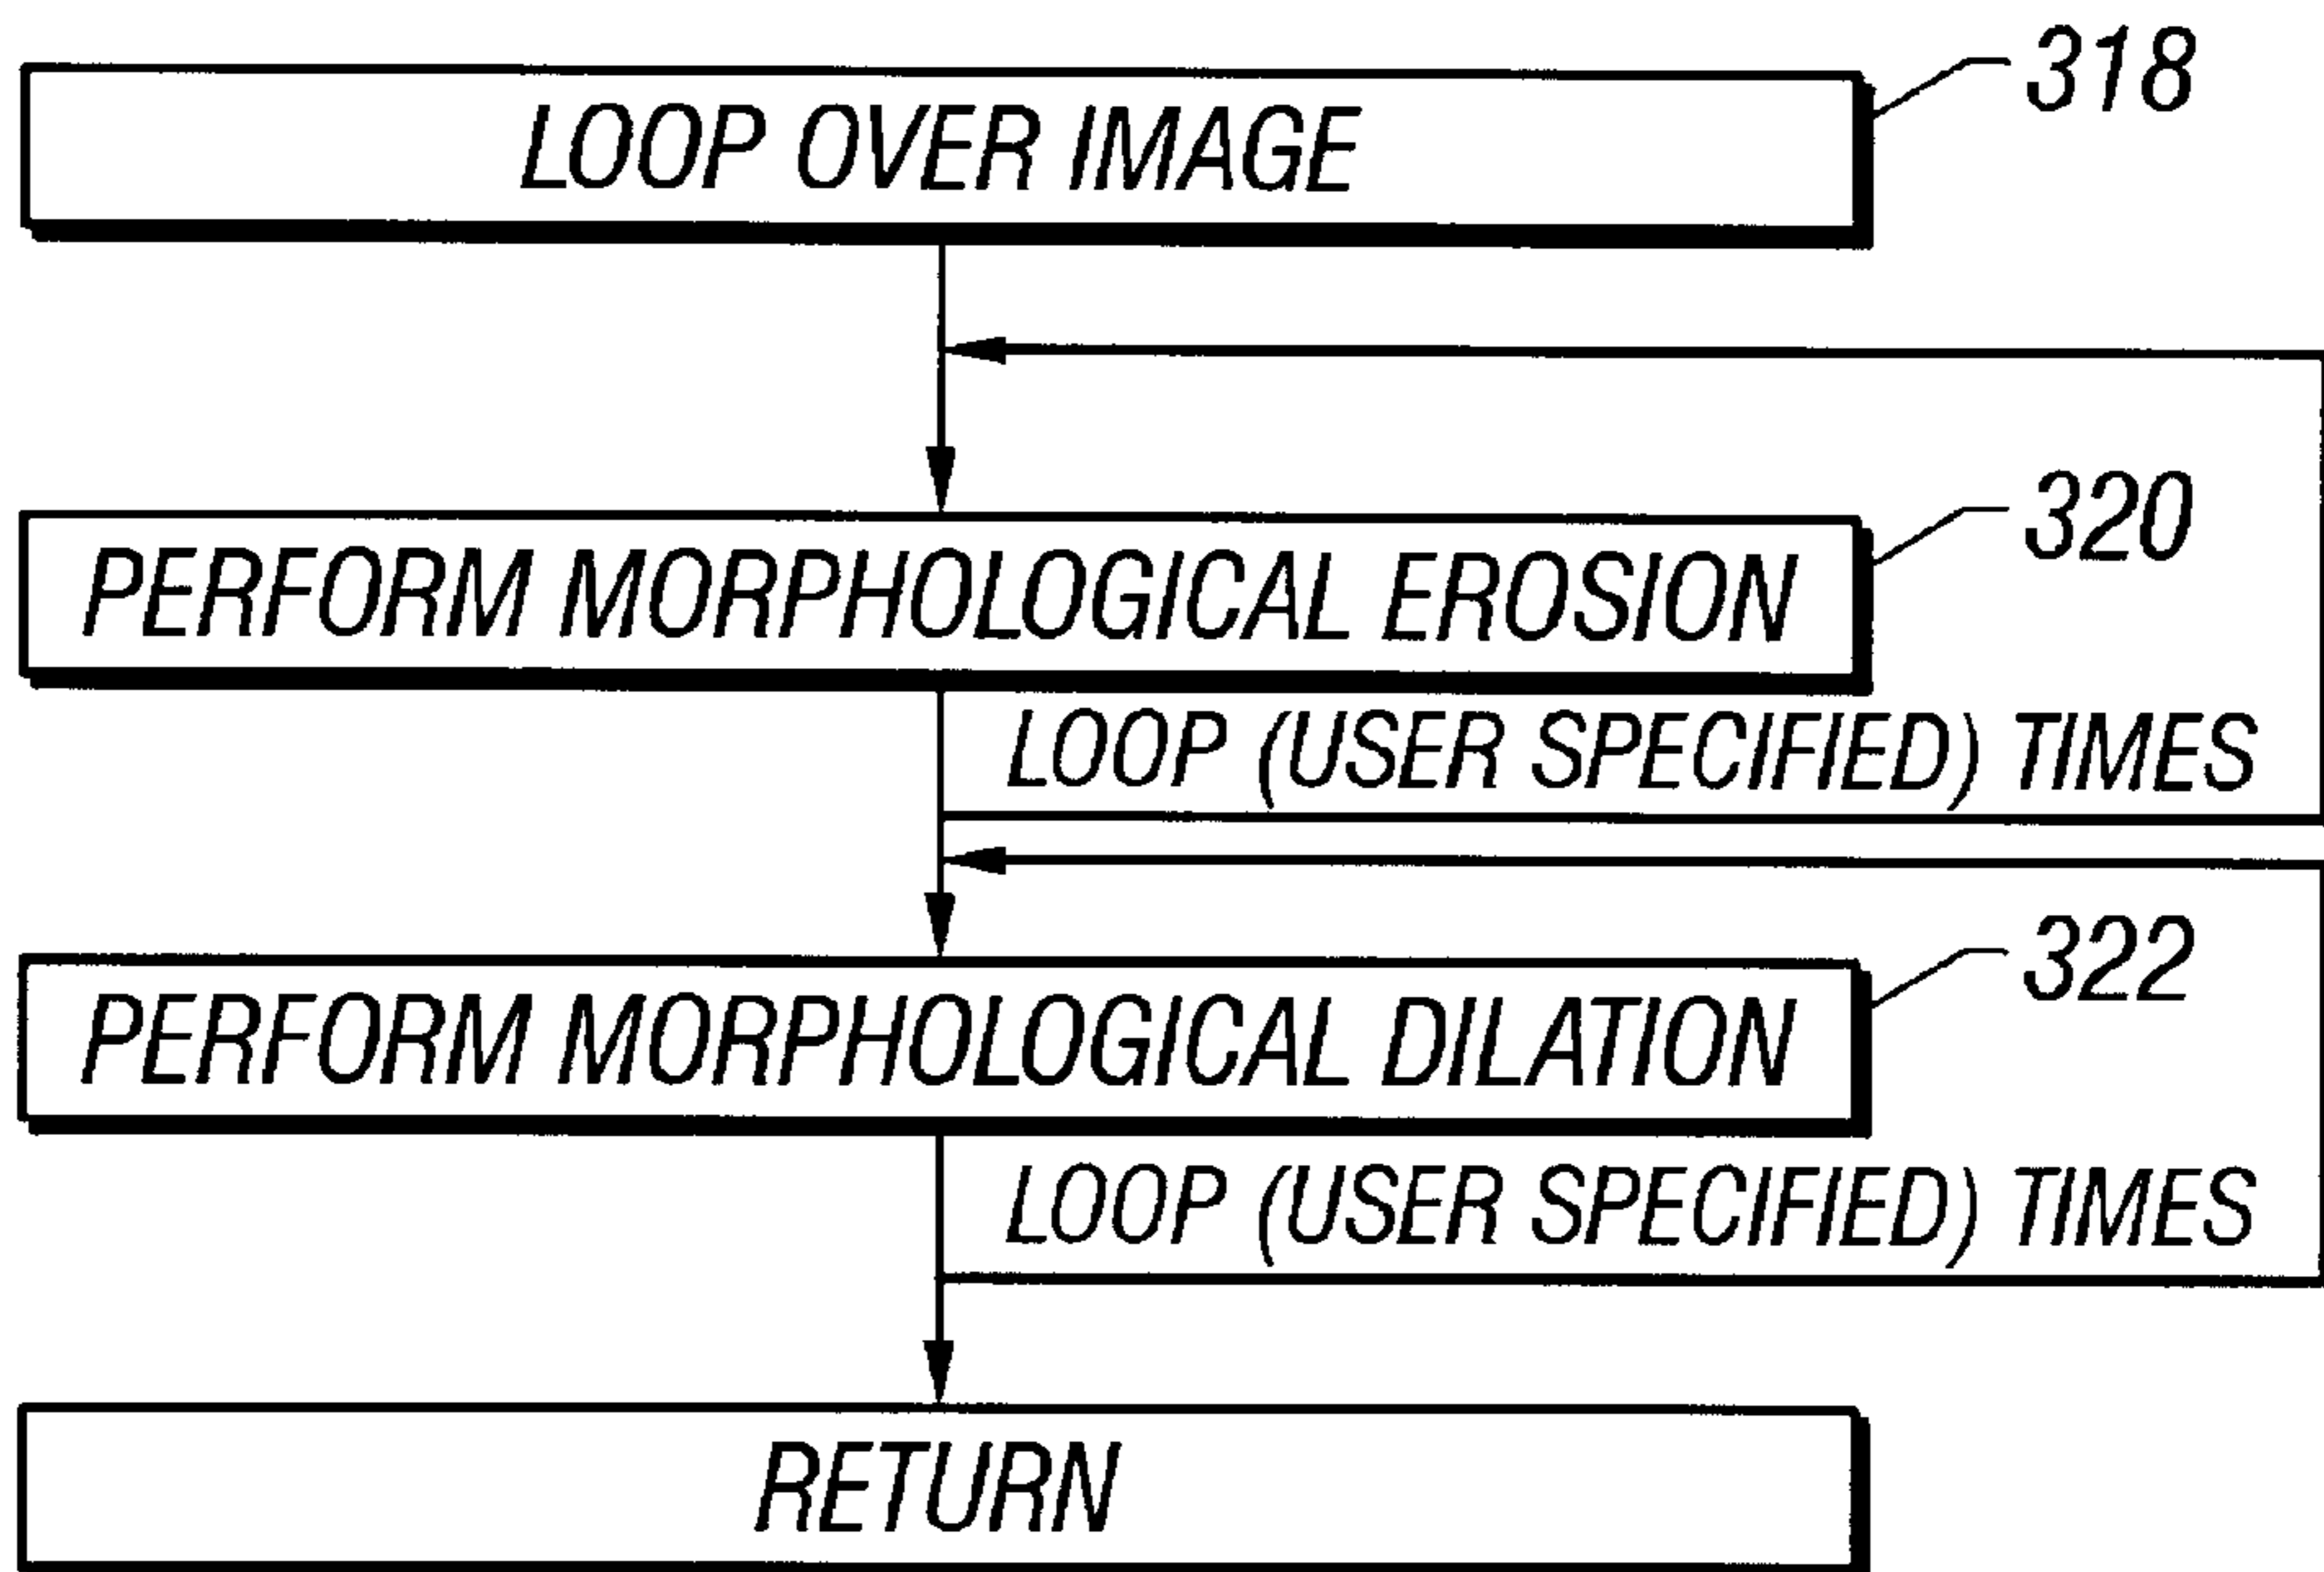 LOOP OVER IMAGE
318
PERFORM MORPHOLOGICAL EROSION
320
LOOP (USER SPECIFIED) TIMES
PERFORM MORPHOLOGICAL DILATION
322
LOOP (USER SPECIFIED) TIMES
RETURN